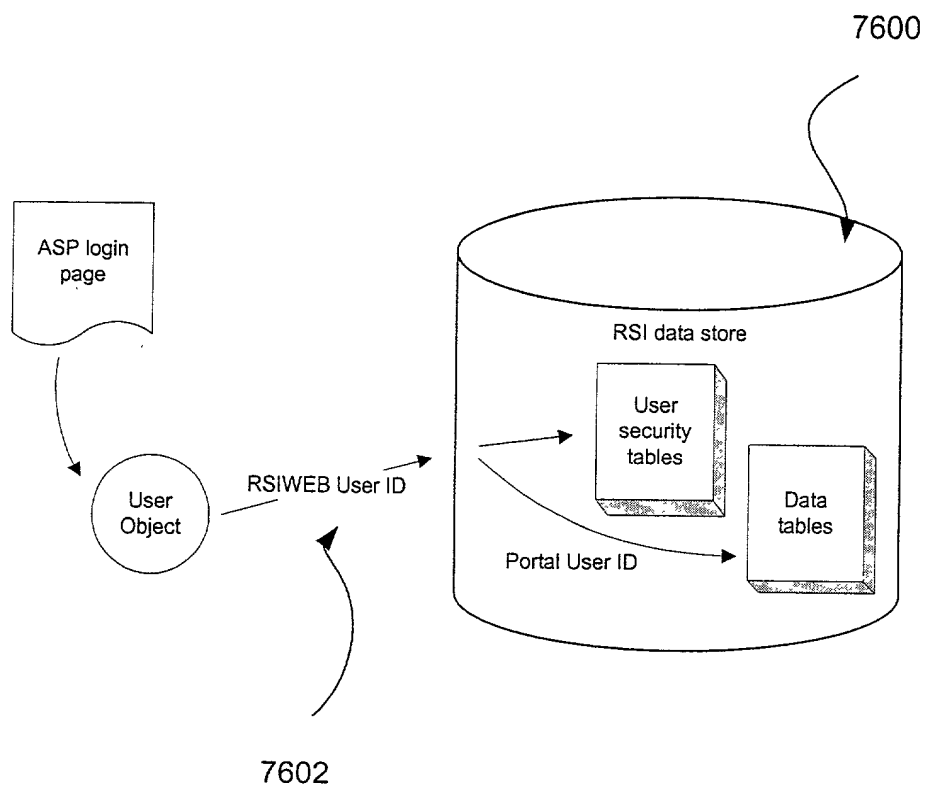 7600
ASP login
page
RSI data store
User
security
tables
RSIWEB User ID
User
Object
Data
tables
Portal User ID
7602